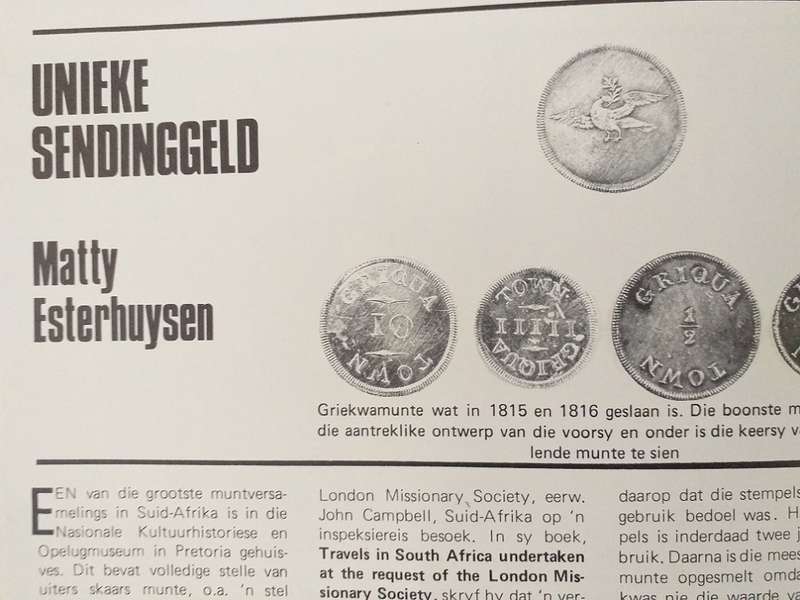 UNIEKE
SENDINGGELD
Matty
Esterhuysen
GRIQUA
10
TOWN
TOWN
IIIII
GRIQUA
GRIQUA
1/2
TOWN
Griekwamunte wat in 1815 en 1816 geslaan is. Die boonste
die aantreklike ontwerp van die voorsy en onder is die keersy
lende munte te sien
EEN van die grootste muntversa-
melings in Suid-Afrika is in die
Nasionale Kultuurhistoriese en
Opelugmuseum in Pretoria gehuis-
ves. Dit bevat volledige stelle van
uiters skaars munte, o.a. 'n stel
London Missionary Society, eerw.
John Campbell, Suid-Afrika op 'n
inspeksiereis besoek. In sy boek,
Travels in South Africa undertaken
at the request of the London Mis-
sionary Society, skryf hy dat 'n ver-
daarop dat die stempels
gebruik bedoel was.
pels is inderdaad twee
bruik. Daarna is die
munte opgesmelt
kwas nie die waarde